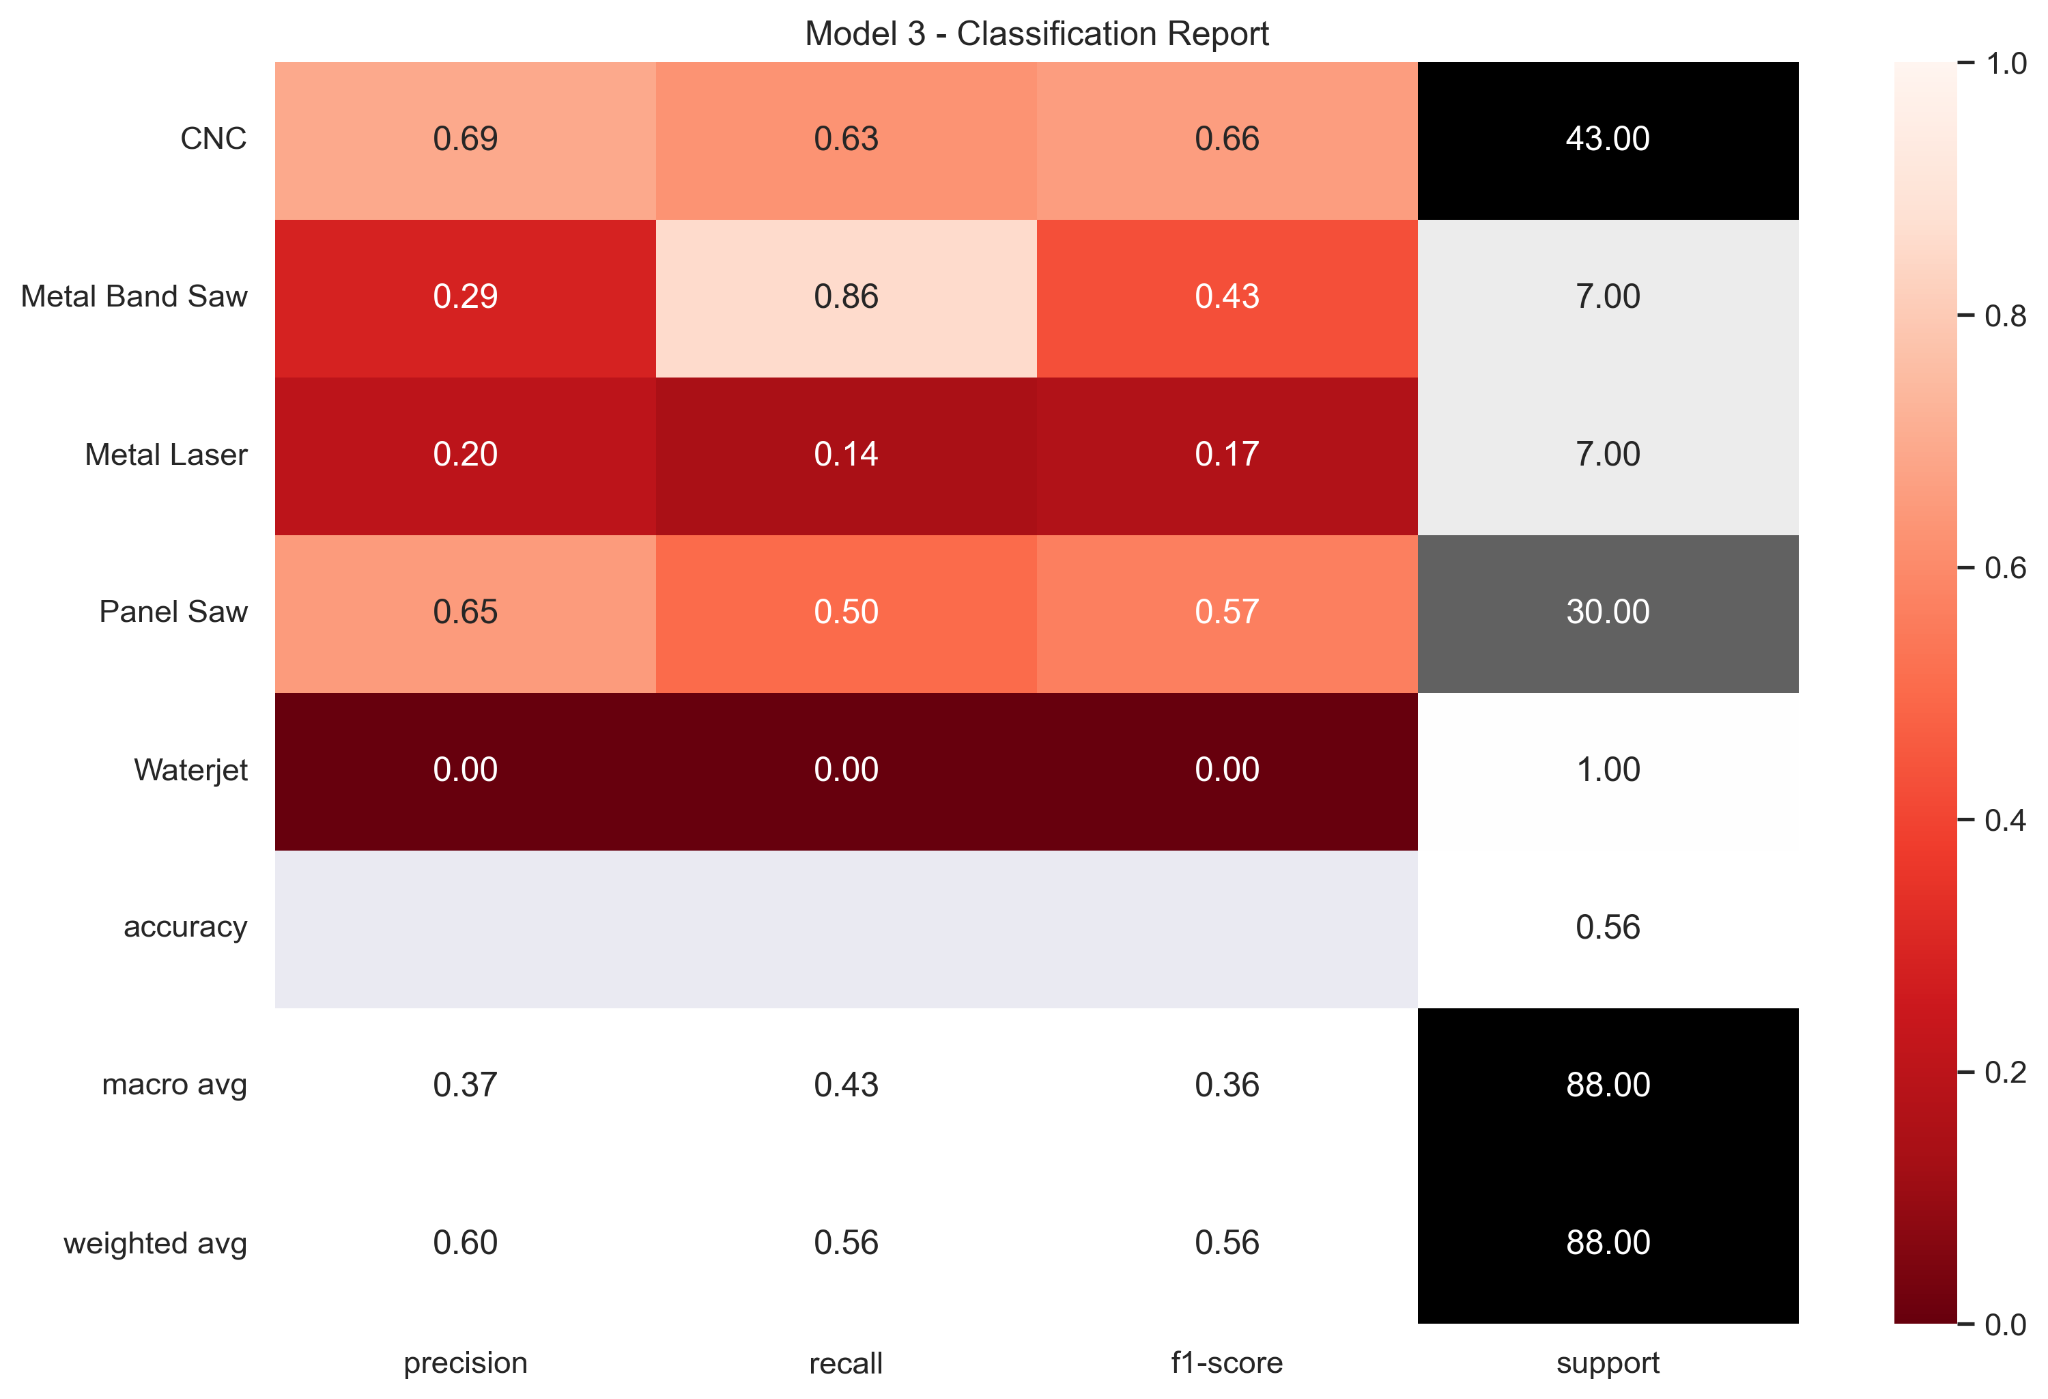 Model 3 - Classification Report
CNC 0.69 0.63 0.66 43.00
Metal Band Saw 0.29 0.86 0.43 7.00
Metal Laser 0.20 0.14 0.17 7.00
Panel Saw 0.65 0.50 0.57 30.00
Waterjet 0.00 0.00 0.00 1.00
accuracy 0.56
macro avg 0.37 0.43 0.36 88.00
weighted avg 0.60 0.56 0.56 88.00
precision recall f1-score support
1.0
0.8
0.6
0.4
0.2
0.0